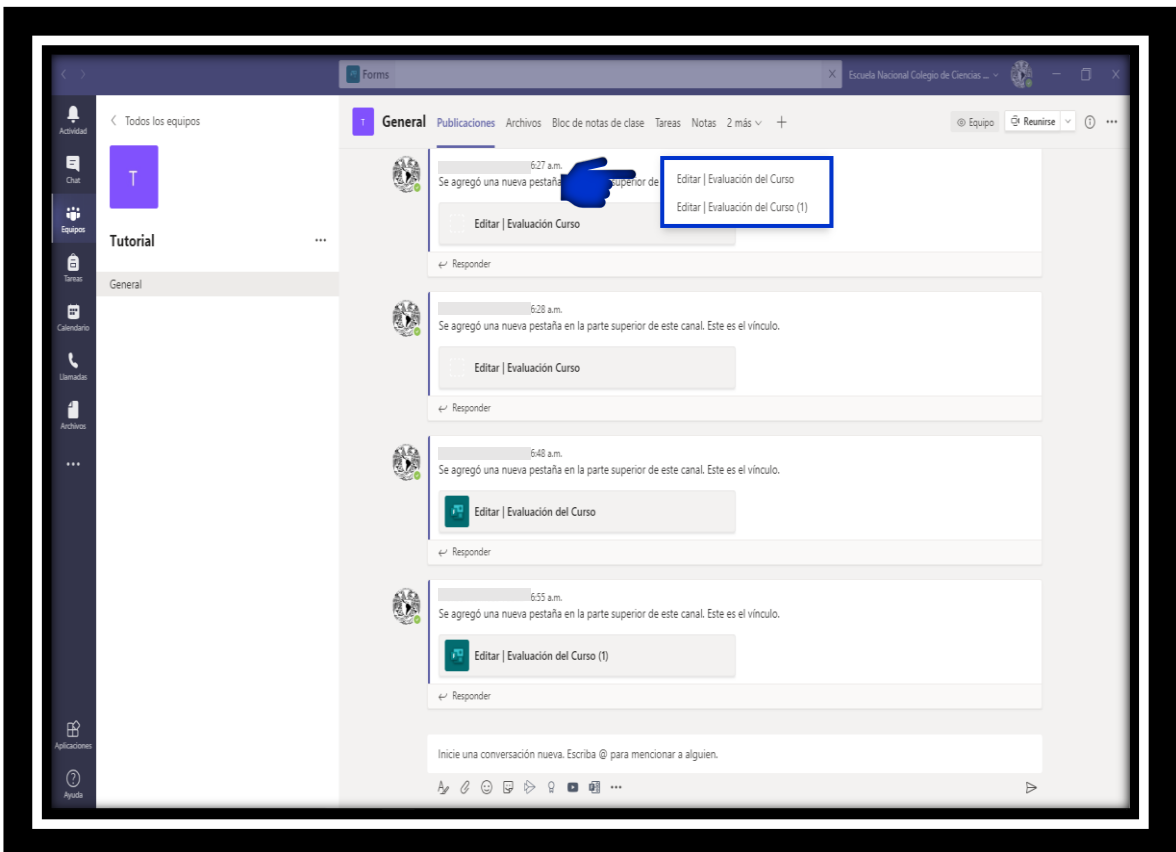 Forms
X
Escuela Nacional Colegio de Ciencias ...
Actividad
Chat
Equipos
Tareas
Calendario
Llamadas
Archivos
Aplicaciones
Ayuda
Todos los equipos
T
Tutorial
General
T
General Publicaciones Archivos Bloc de notas de clase Tareas Notas 2 más
Equipo
Reunirse
Editar | Evaluación del Curso
Editar | Evaluación del Curso (1)
6:27 a.m.
Se agregó una nueva pestaña superior de
Editar | Evaluación Curso
Responder
6:28 a.m.
Se agregó una nueva pestaña en la parte superior de este canal. Este es el vínculo.
Editar | Evaluación Curso
Responder
6:48 a.m.
Se agregó una nueva pestaña en la parte superior de este canal. Este es el vínculo.
Editar | Evaluación del Curso
Responder
6:55 a.m.
Se agregó una nueva pestaña en la parte superior de este canal. Este es el vínculo.
Editar | Evaluación del Curso (1)
Responder
Inicie una conversación nueva. Escriba @ para mencionar a alguien.